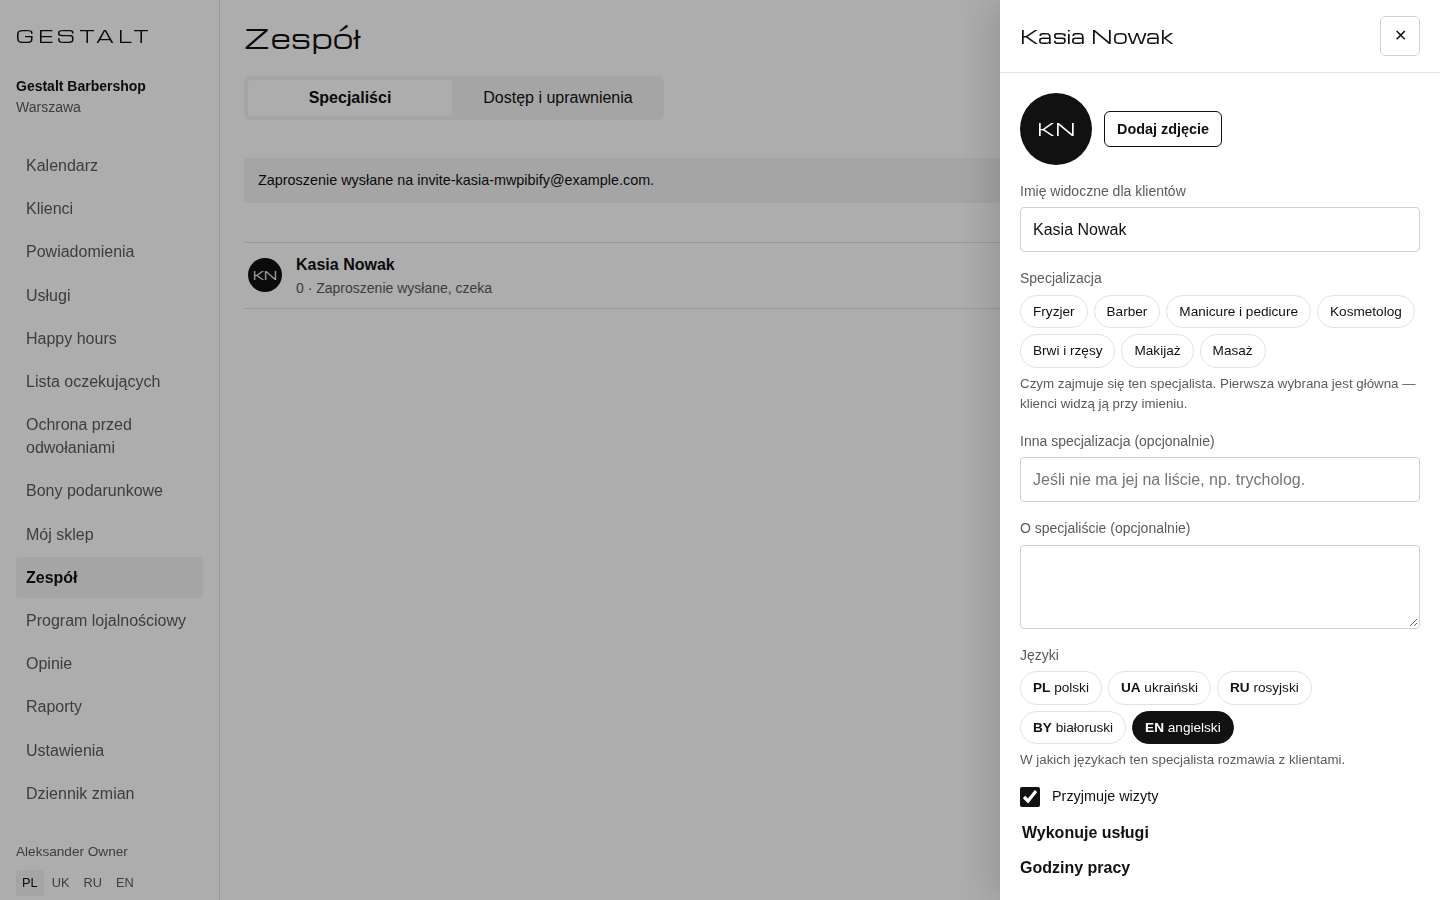 GESTALT
Gestalt Barbershop
Warszawa
Kalendarz
Klienci
Powiadomienia
Usługi
Happy hours
Lista oczekujących
Ochrona przed
odwołaniami
Bony podarunkowe
Mój sklep
Zespół
Program lojalnościowy
Opinie
Raporty
Ustawienia
Dziennik zmian
Aleksander Owner
PL UK RU EN
Zespół
Specjaliści Dostęp i uprawnienia
Zaproszenie wysłane na invite-kasia-mwpibify@example.com.
KN
Kasia Nowak
0 · Zaproszenie wysłane, czeka
Kasia Nowak
×
KN
Dodaj zdjęcie
Imię widoczne dla klientów
Kasia Nowak
Specjalizacja
Fryzjer Barber Manicure i pedicure Kosmetolog
Brwi i rzęsy Makijaż Masaż
Czym zajmuje się ten specjalista. Pierwsza wybrana jest główna —
klienci widzą ją przy imieniu.
Inna specjalizacja (opcjonalnie)
Jeśli nie ma jej na liście, np. trycholog.
O specjaliście (opcjonalnie)
Języki
PL polski UA ukraiński RU rosyjski
BY białoruski EN angielski
W jakich językach ten specjalista rozmawia z klientami.
Przyjmuje wizyty
Wykonuje usługi
Godziny pracy